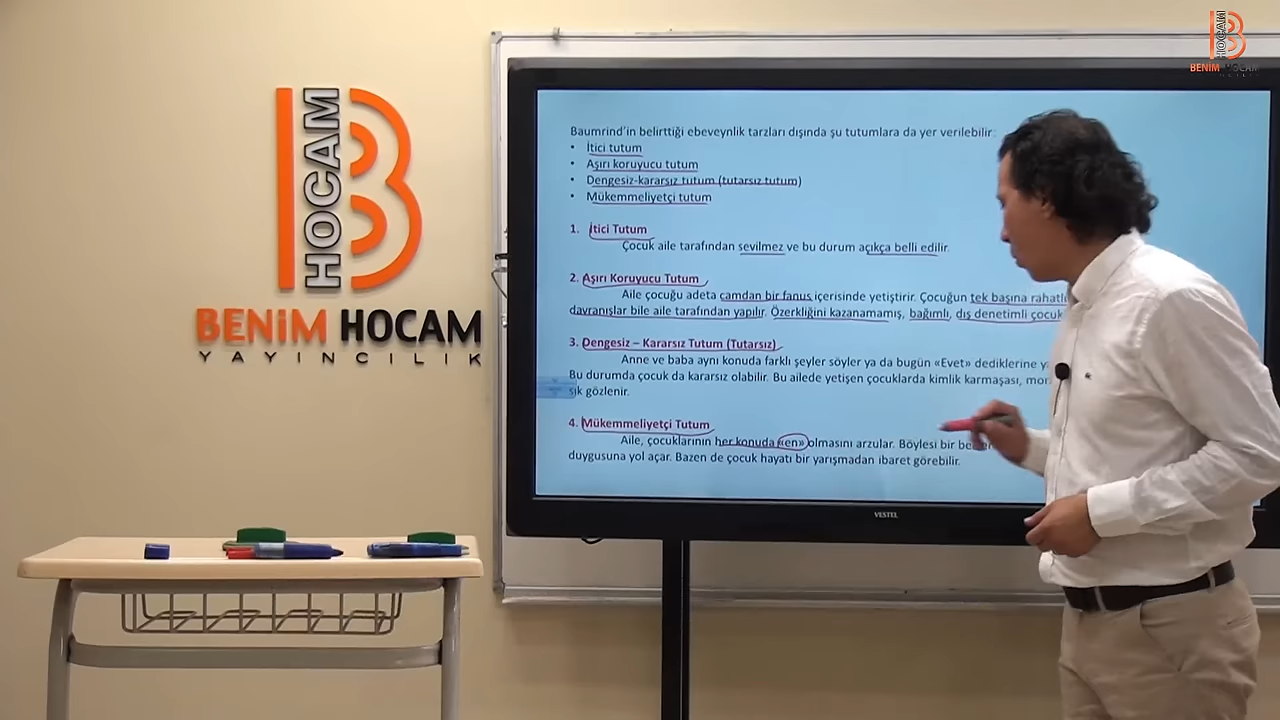 HOCAM
BENİM HOCAM
YAYINCILIK
HOCAM
BENİM HOCAM
Baumrind'in belirttiği ebeveynlik tarzları dışında şu tutumlara da yer verilebilir:
• İtici tutum
• Aşırı koruyucu tutum
• Dengesiz-kararsız tutum (tutarsız tutum)
• Mükemmeliyetçi tutum
1. İtici Tutum
Çocuk aile tarafından sevilmez ve bu durum açıkça belli edilir.
2. Aşırı Koruyucu Tutum
Aile çocuğu adeta camdan bir fanus içerisinde yetiştirir. Çocuğun tek başına
davranışlar bile aile tarafından yapılır. Özerkliğini kazanamamış, bağımlı, dış denetimli çocuk
3. Dengesiz – Kararsız Tutum (Tutarsız)
Anne ve baba aynı konuda farklı şeyler söyler ya da bugün «Evet» dediklerine
Bu durumda çocuk da kararsız olabilir. Bu ailede yetişen çocuklarda kimlik karmaşası,
sık gözlenir.
4. Mükemmeliyetçi Tutum
Aile, çocuklarının her konuda «en» olmasını arzular. Böylesi bir
duygusuna yol açar. Bazen de çocuk hayatı bir yarışmadan ibaret görebilir.
VESTEL